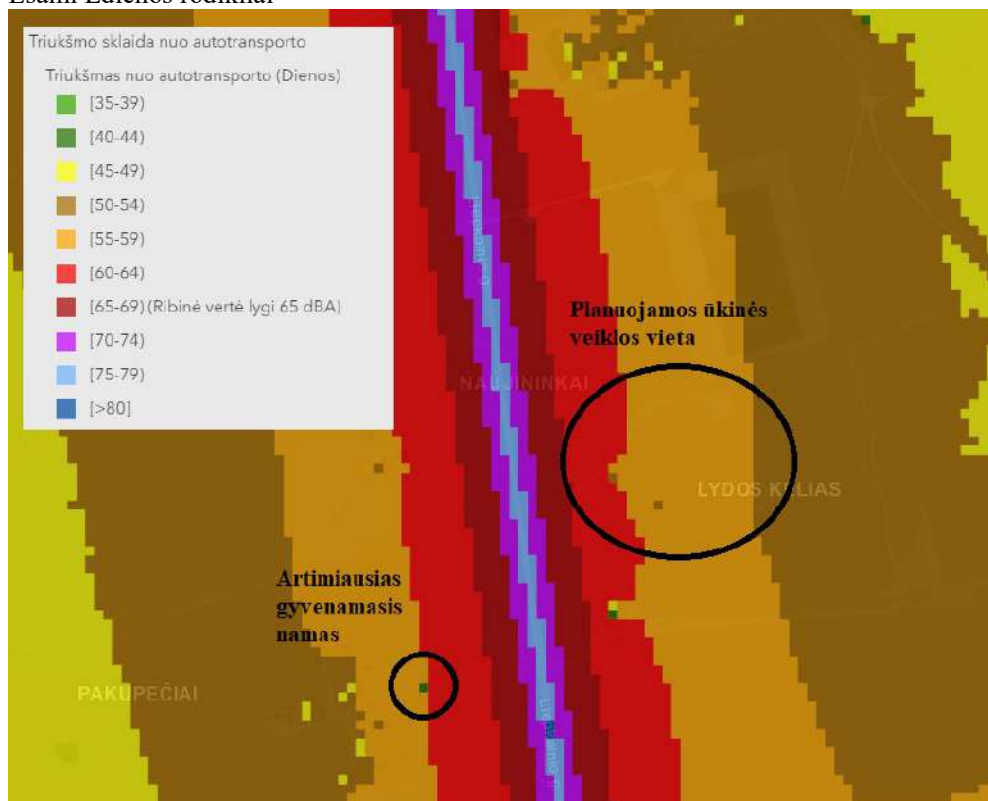 Esami Ldienos rodikliai
Triukšmo sklaida nuo autotransporto
Triukšmas nuo autotransporto (Dienos)
[35-39)
[40-44)
[45-49)
[50-54)
[55-59)
[60-64)
[65-69)(Ribinė vertė lygi 65 dBA)
[70-74)
[75-79)
[>80]
Planuojamos ūkinės
veiklos vieta
NAUJININKAI
LYDOS KELIAS
Artimiausias
gyvenamasis
namas
PAKUPEČIAI